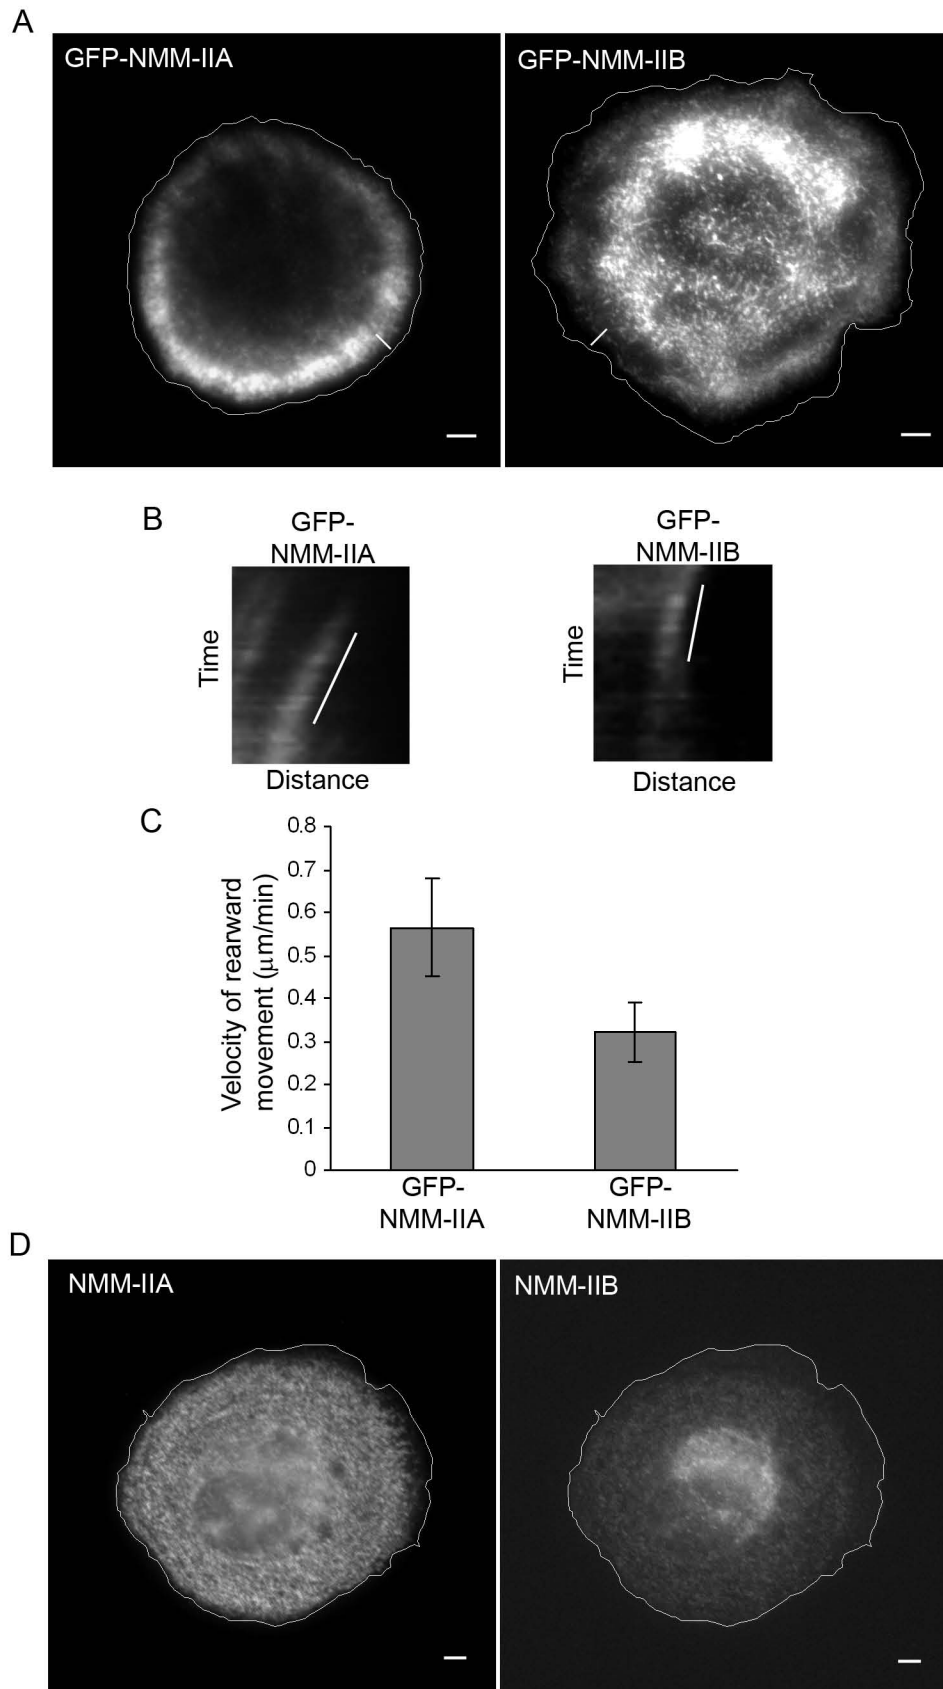 A
GFP-NMM-IIA
GFP-NMM-IIB
B
GFP-
NMM-IIA
GFP-
NMM-IIB
Time
Time
Distance
Distance
C
Velocity of rearward
movement (µm/min)
0.8
0.7
0.6
0.5
0.4
0.3
0.2
0.1
0
GFP-
NMM-IIA
GFP-
NMM-IIB
D
NMM-IIA
NMM-IIB